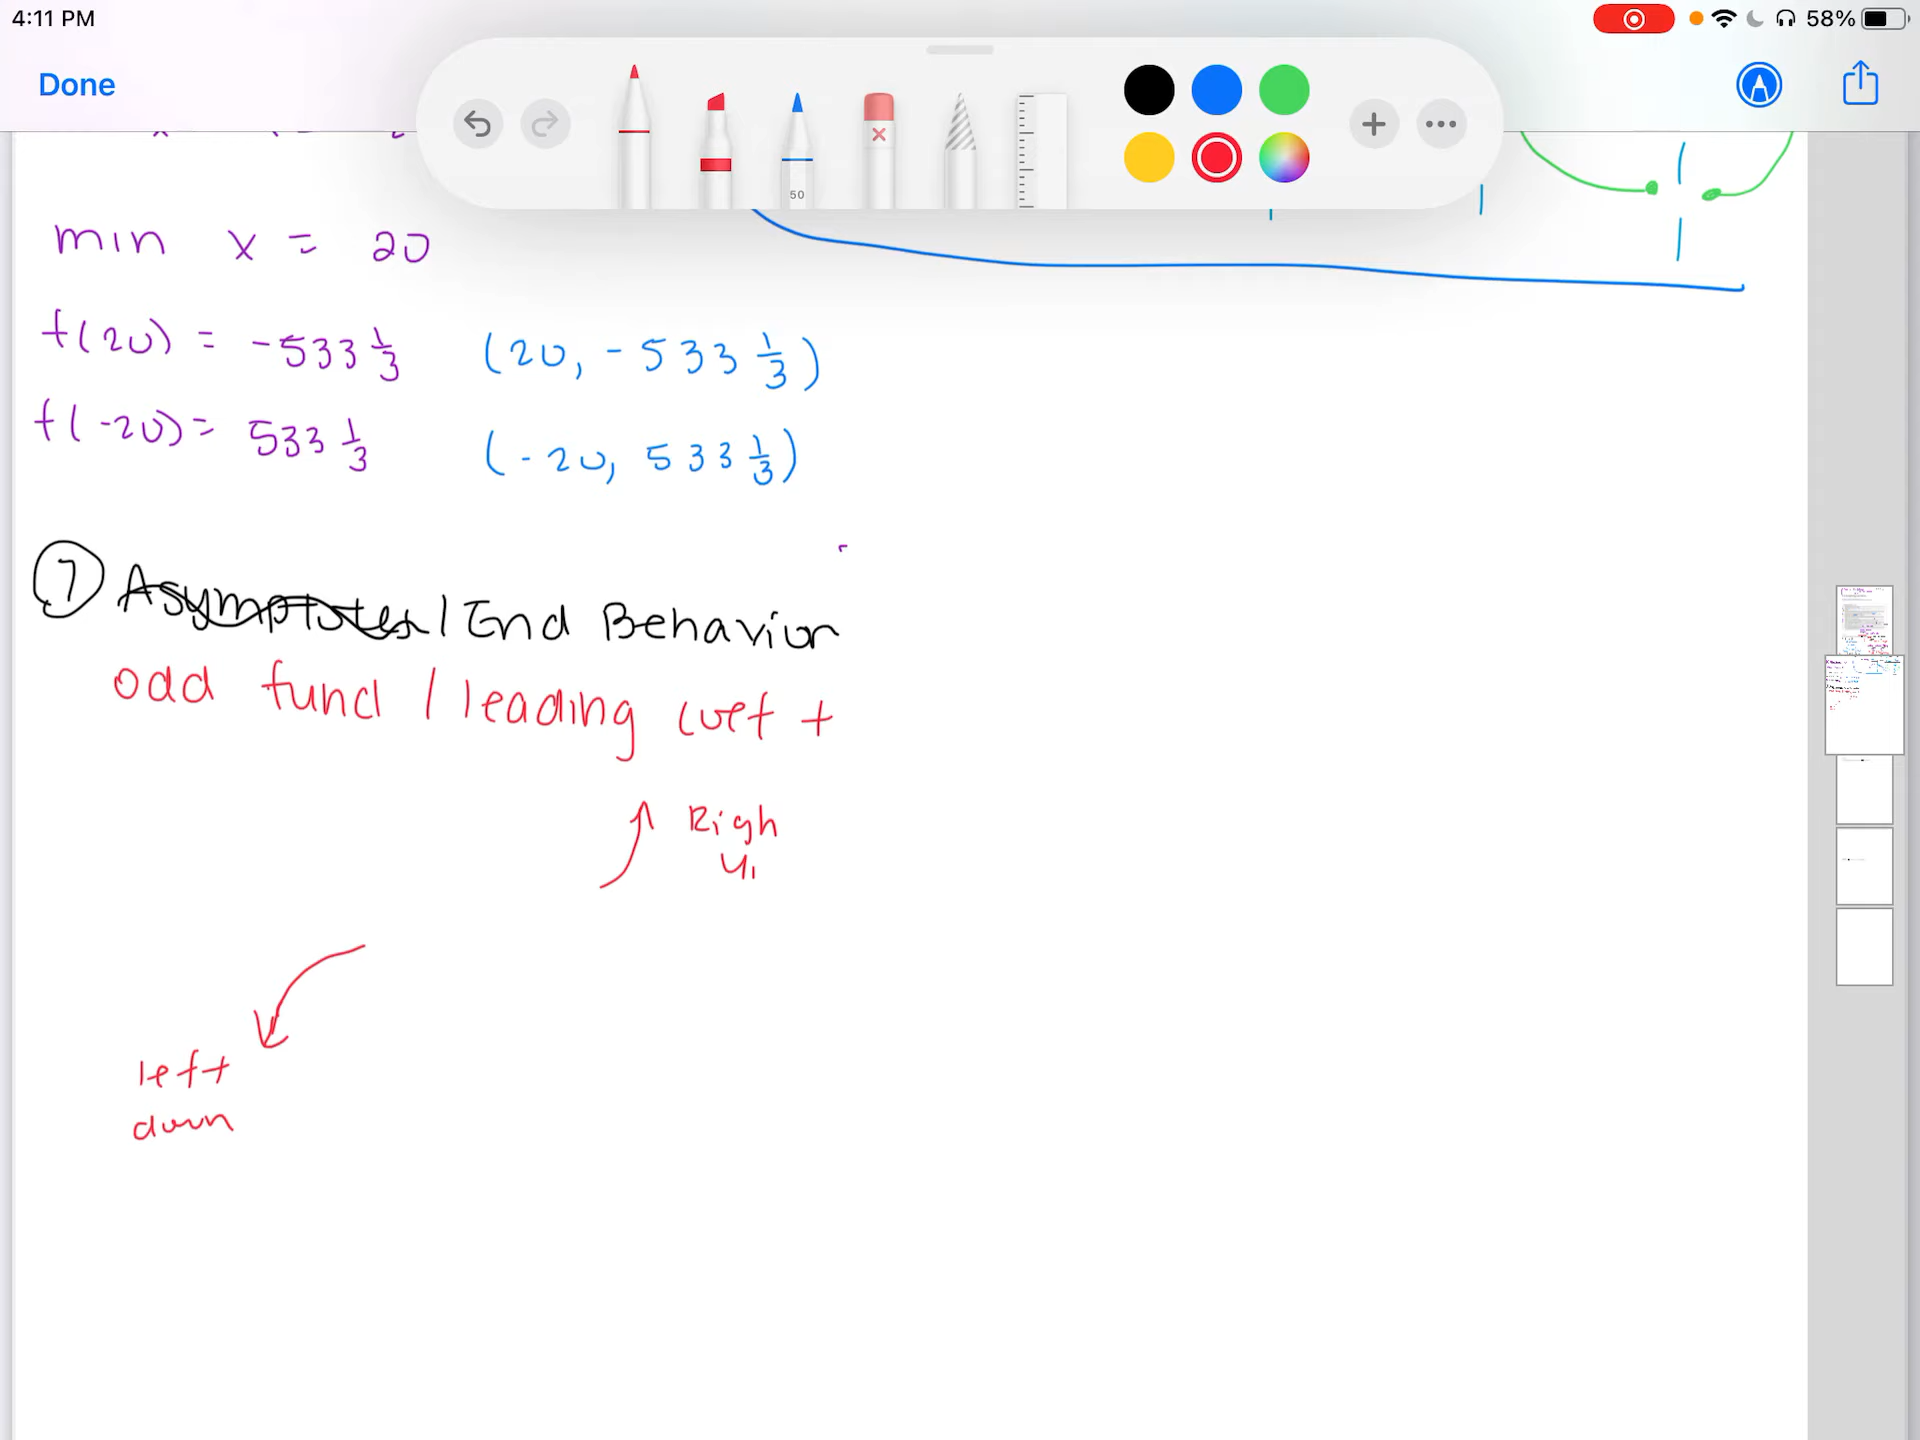 4:11 PM
58%
Done
50
min x = 20
f(20) = -533 1/3 (20, -533 1/3)
f(-20) = 533 1/3 (-20, 533 1/3)
7 Asymptotes / End Behavior
odd func / leading coef +
Righ
left
down